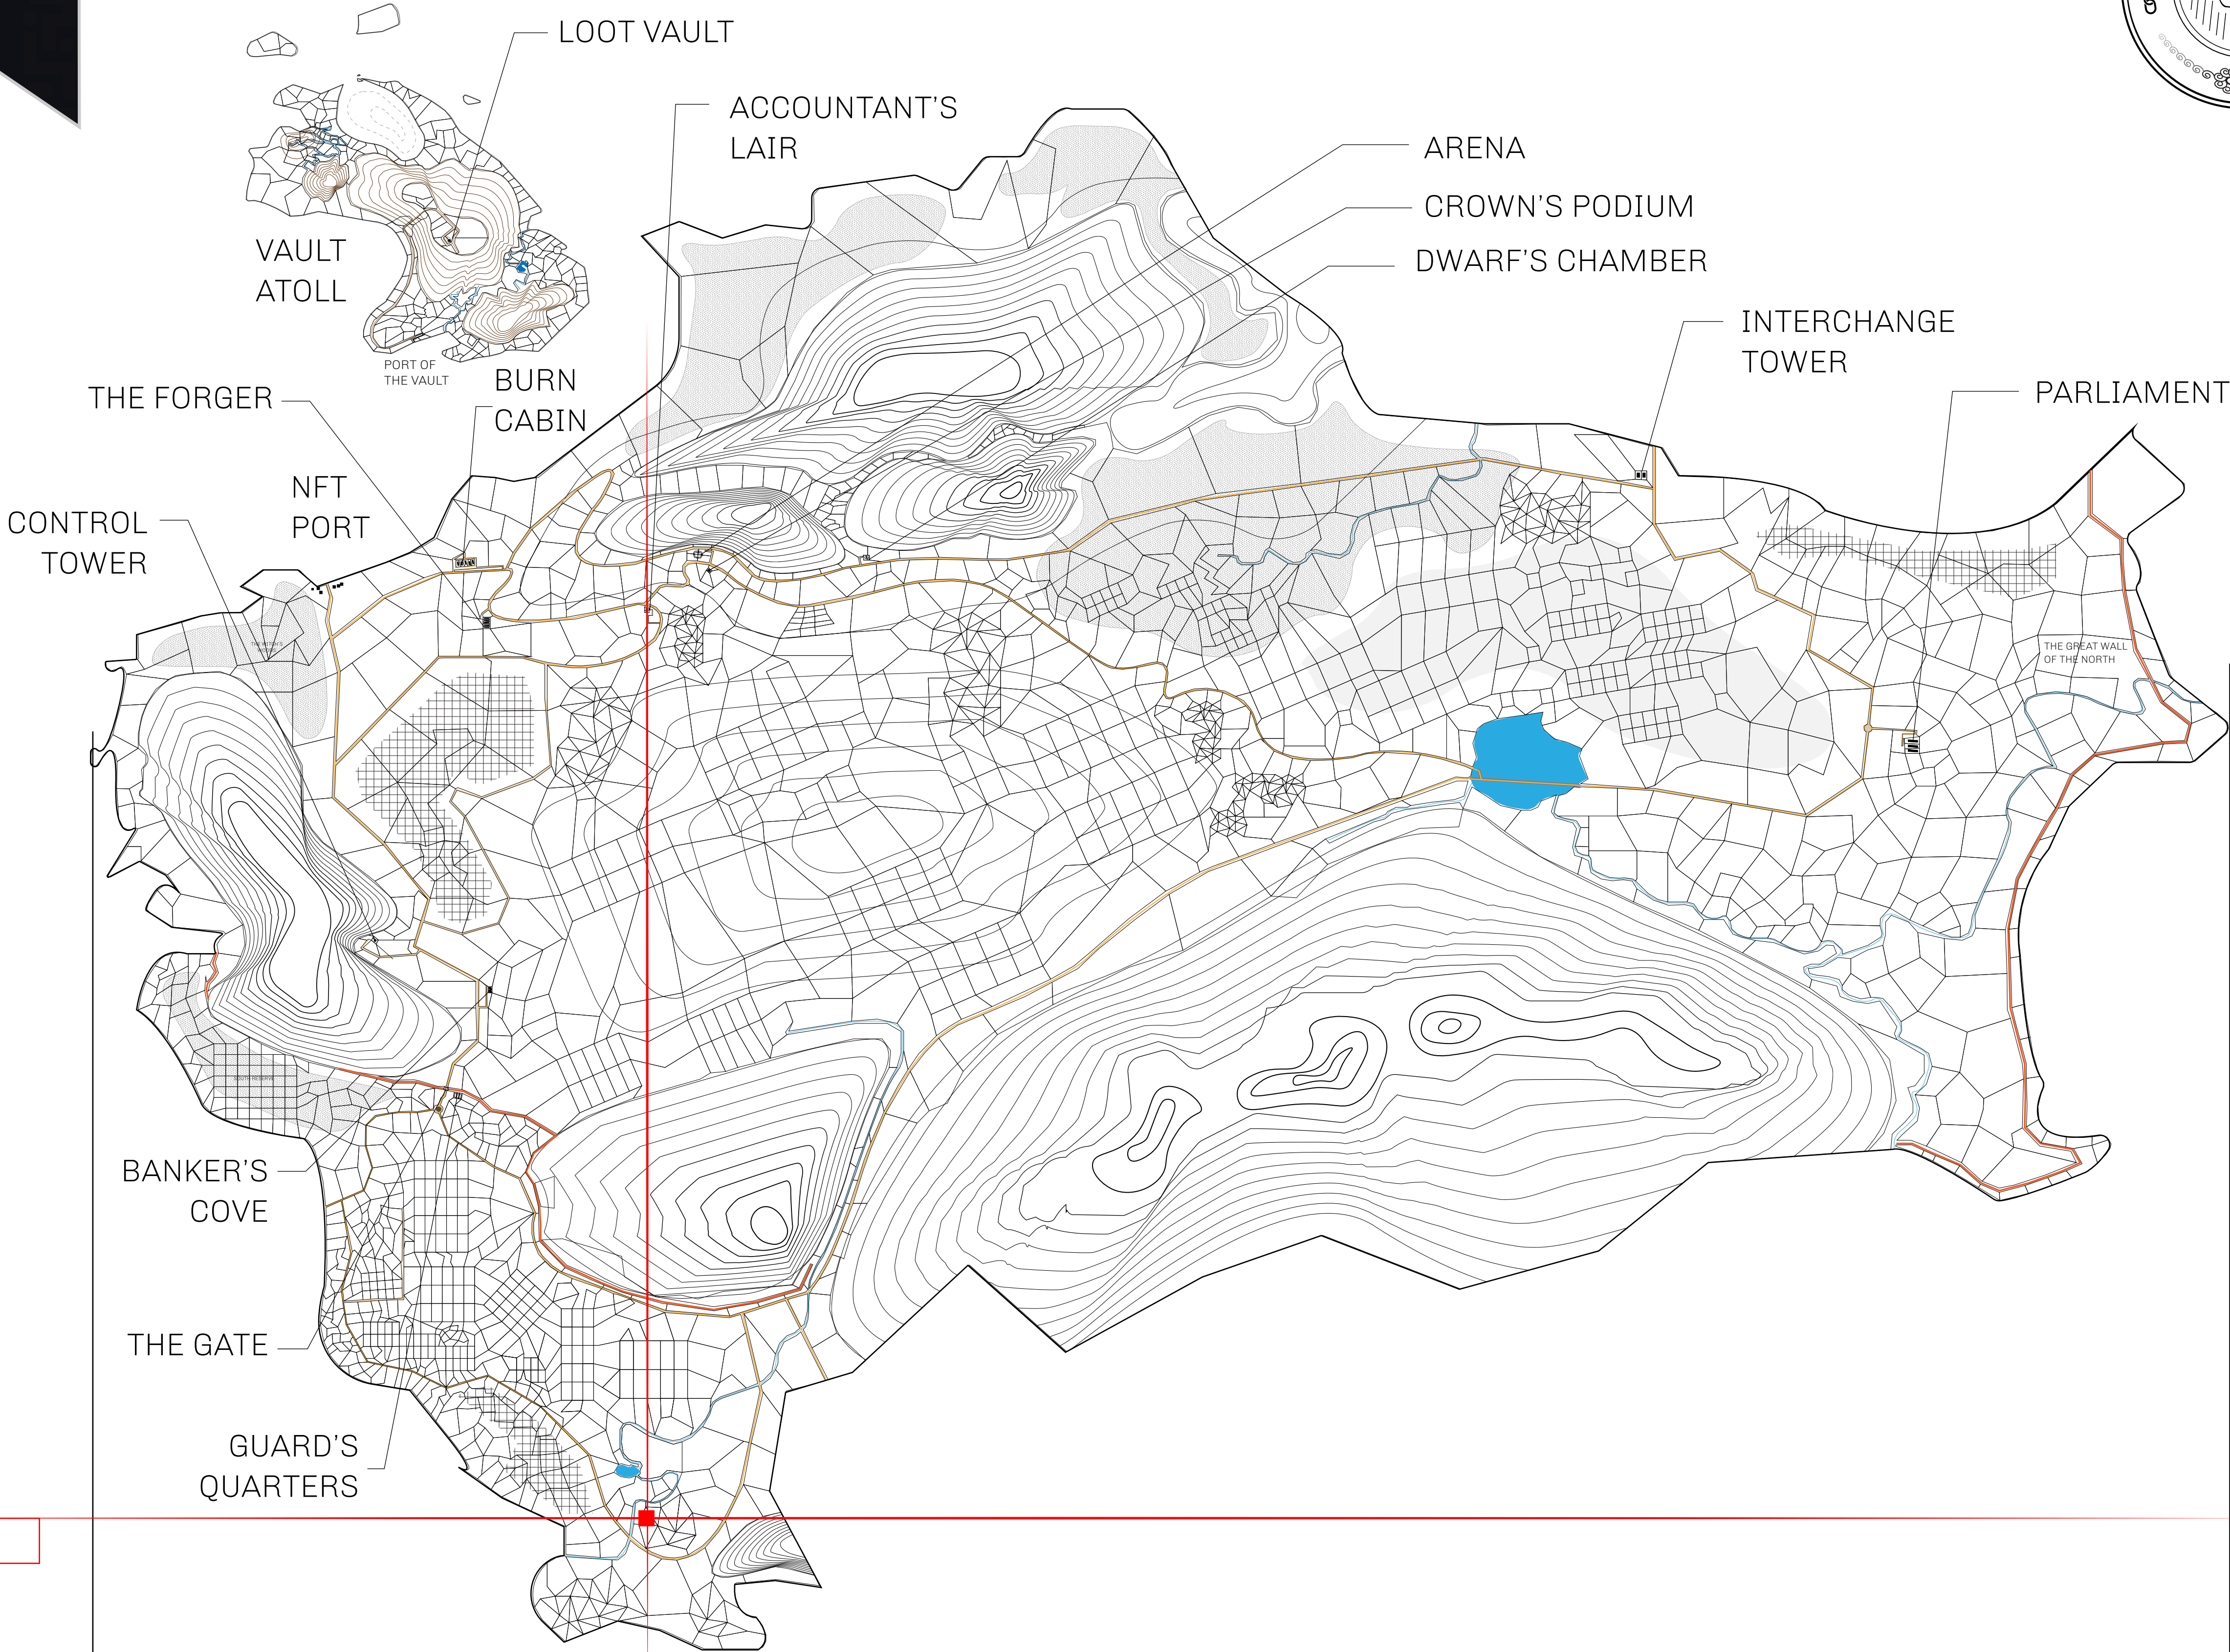 LOOT VAULT
ACCOUNTANT'S
LAIR
ARENA
CROWN'S PODIUM
DWARF'S CHAMBER
VAULT
ATOLL
INTERCHANGE
TOWER
PORT OF
THE VAULT
BURN
CABIN
THE FORGER
PARLIAMENT
NFT
PORT
CONTROL
TOWER
THE GREAT WALL
OF THE NORTH
SOUTH RESERVE
BANKER'S
COVE
THE GATE
GUARD'S
QUARTERS